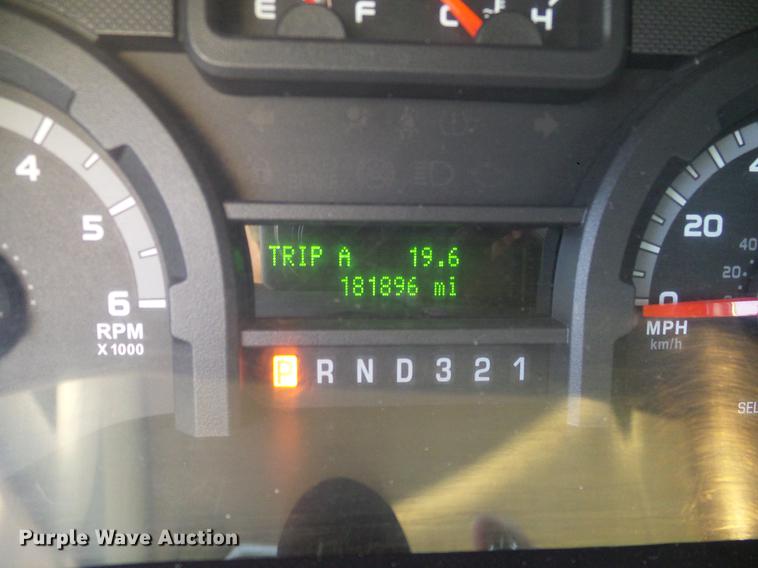 E F C H
4
5
6
RPM
X 1000
TRIP A 19.6
181896 mi
P R N D 3 2 1
20
40
20
0
MPH
km/h
Purple Wave Auction